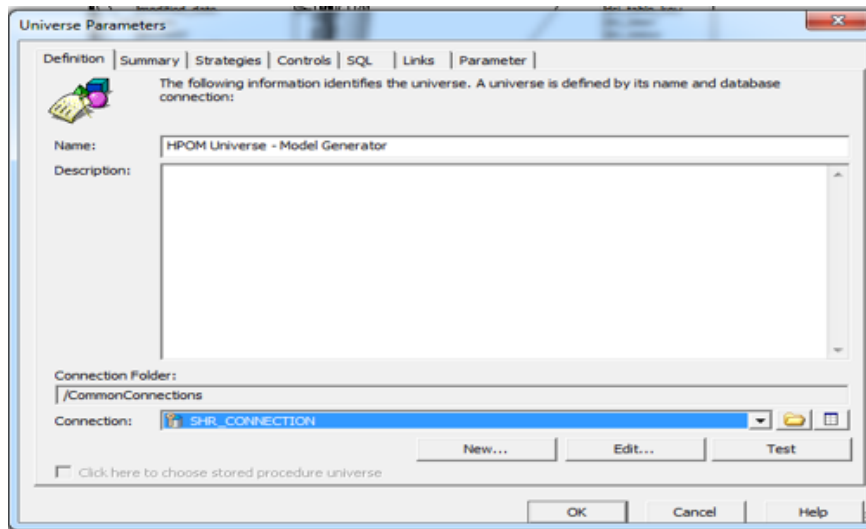 Universe Parameters
Definition Summary Strategies Controls SQL Links Parameter
The following information identifies the universe. A universe is defined by its name and database
connection:
Name: HPOM Universe - Model Generator
Description:
Connection Folder:
/CommonConnections
Connection: SHR_CONNECTION
New... Edit... Test
Click here to choose stored procedure universe
OK Cancel Help